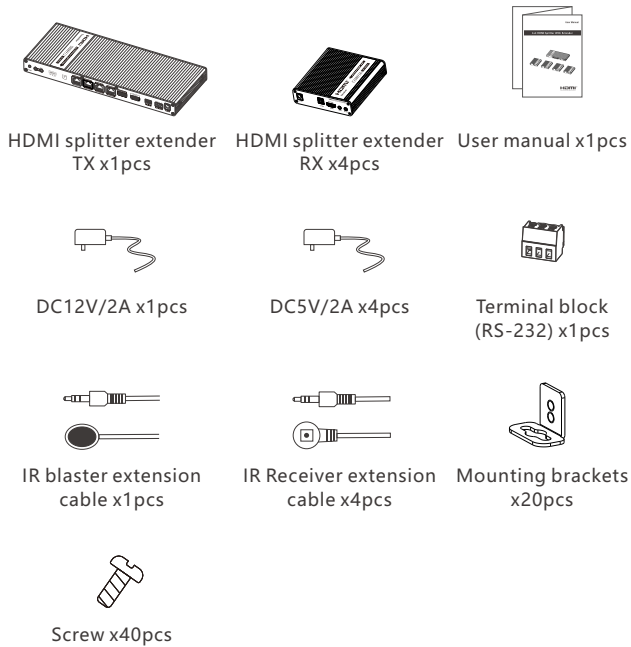 HDMI splitter extender
TX x1pcs
HDMI splitter extender
RX x4pcs
User manual x1pcs
DC12V/2A x1pcs
DC5V/2A x4pcs
Terminal block
(RS-232) x1pcs
IR blaster extension
cable x1pcs
IR Receiver extension
cable x4pcs
Mounting brackets
x20pcs
Screw x40pcs